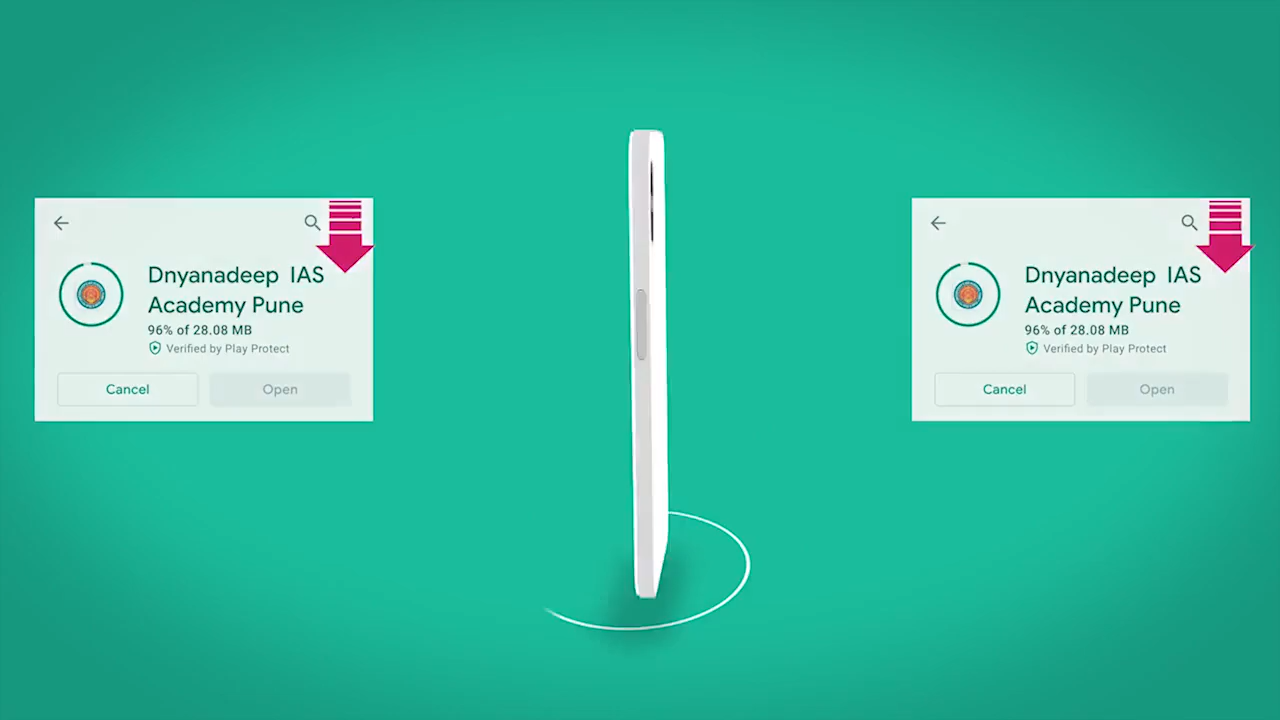 Dnyanadeep IAS
Academy Pune
96% of 28.08 MB
Verified by Play Protect
Cancel
Open
Dnyanadeep IAS
Academy Pune
96% of 28.08 MB
Verified by Play Protect
Cancel
Open